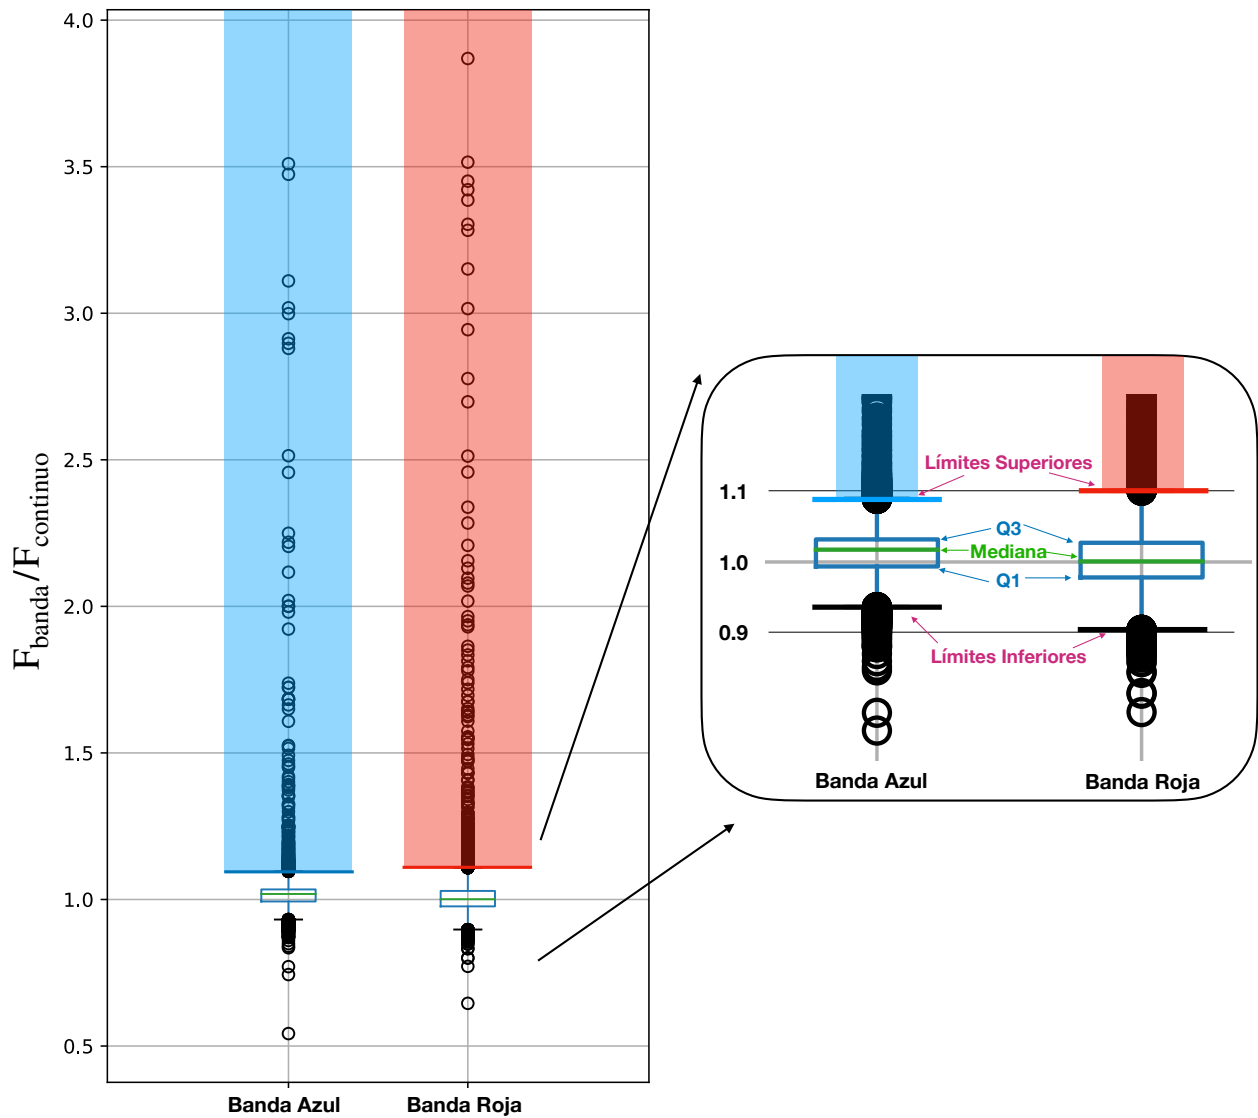 4.0
3.5
3.0
2.5
2.0
1.5
1.0
0.5
F_banda/F_continuo
Banda Azul
Banda Roja
Límites Superiores
1.1
Q3
Mediana
1.0
Q1
0.9
Límites Inferiores
Banda Azul
Banda Roja